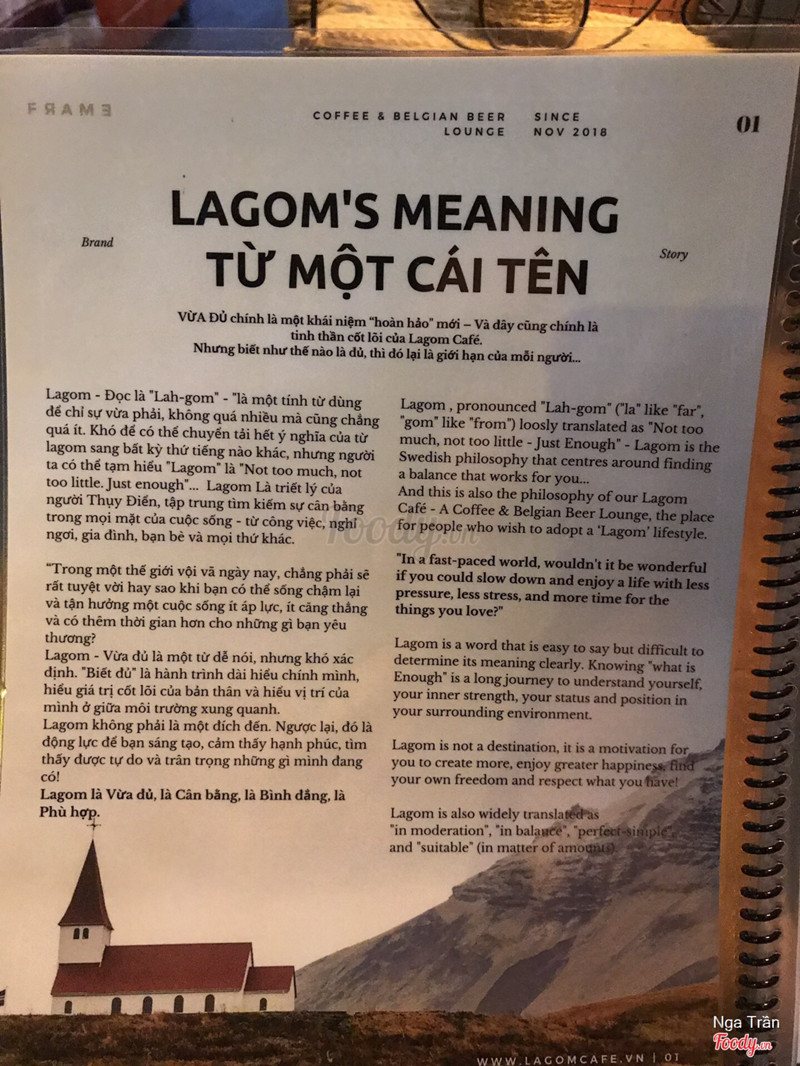 FRAME
COFFEE & BELGIAN BEER
LOUNGE
SINCE
NOV 2018
01
LAGOM'S MEANING
TỪ MỘT CÁI TÊN
Brand
Story
VỪA ĐỦ chính là một khái niệm "hoàn hảo" mới – Và đây cũng chính là
tinh thần cốt lõi của Lagom Café.
Nhưng biết như thế nào là đủ, thì đó lại là giới hạn của mỗi người...
Lagom - Đọc là "Lah-gom" - "là một tính từ dùng
để chỉ sự vừa phải, không quá nhiều mà cũng chẳng
quá ít. Khó để có thể chuyển tải hết ý nghĩa của từ
lagom sang bất kỳ thứ tiếng nào khác, nhưng người
ta có thể tạm hiểu "Lagom" là "Not too much, not
too little. Just enough"... Lagom Là triết lý của
người Thụy Điển, tập trung tìm kiếm sự cân bằng
trong mọi mặt của cuộc sống - từ công việc, nghỉ
ngơi, gia đình, bạn bè và mọi thứ khác.
"Trong một thế giới vội vã ngày nay, chẳng phải sẽ
rất tuyệt vời hay sao khi bạn có thể sống chậm lại
và tận hưởng một cuộc sống ít áp lực, ít căng thẳng
và có thêm thời gian hơn cho những gì bạn yêu
thương?
Lagom - Vừa đủ là một từ dễ nói, nhưng khó xác
định. "Biết đủ" là hành trình dài hiểu chính mình,
hiểu giá trị cốt lõi của bản thân và hiểu vị trí của
mình ở giữa môi trường xung quanh.
Lagom không phải là một đích đến. Ngược lại, đó là
động lực để bạn sáng tạo, cảm thấy hạnh phúc, tìm
thấy được tự do và trân trọng những gì mình đang
có!
Lagom là Vừa đủ, là Cân bằng, là Bình đẳng, là
Phù hợp.
Lagom , pronounced "Lah-gom" ("la" like "far",
"gom" like "from") loosly translated as "Not too
much, not too little - Just Enough" - Lagom is the
Swedish philosophy that centres around finding
a balance that works for you...
And this is also the philosophy of our Lagom
Café - A Coffee & Belgian Beer Lounge, the place
for people who wish to adopt a 'Lagom' lifestyle.
"In a fast-paced world, wouldn't it be wonderful
if you could slow down and enjoy a life with less
pressure, less stress, and more time for the
things you love?"
Lagom is a word that is easy to say but difficult to
determine its meaning clearly. Knowing "what is
Enough" is a long journey to understand yourself,
your inner strength, your status and position in
your surrounding environment.
Lagom is not a destination, it is a motivation for
you to create more, enjoy greater happiness, find
your own freedom and respect what you have!
Lagom is also widely translated as
"in moderation", "in balance", "perfect-simple",
and "suitable" (in matter of amounts).
Foody.vn
Nga Trần
Foody.vn
WWW.LAGOMCAFE.VN | 01